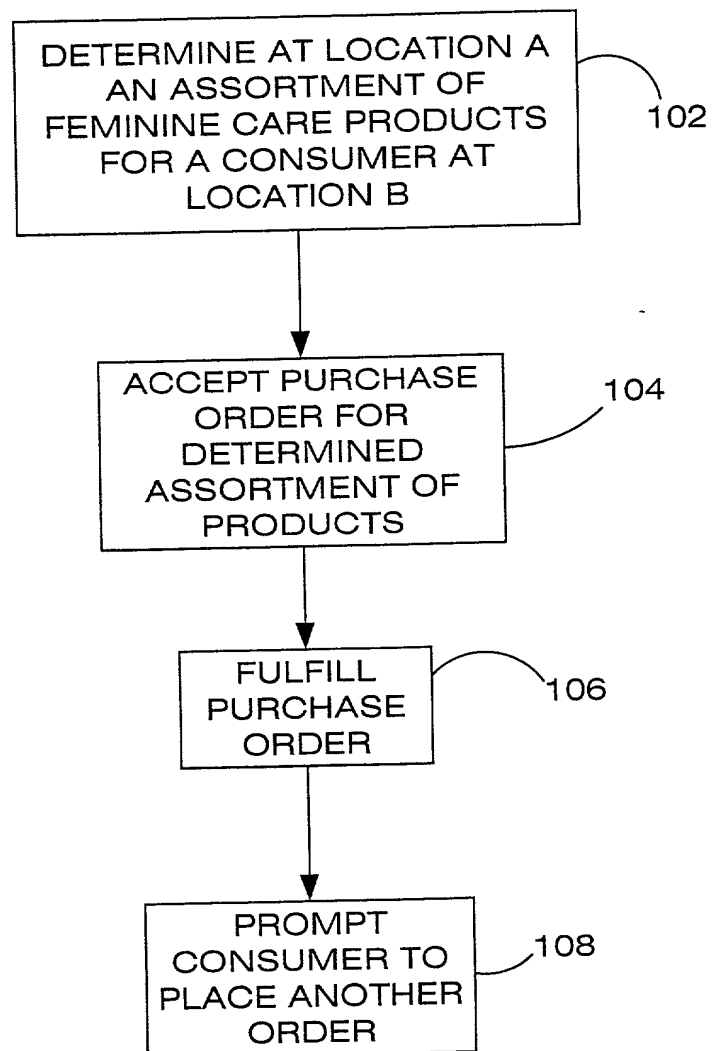 DETERMINE AT LOCATION A
AN ASSORTMENT OF
FEMININE CARE PRODUCTS
FOR A CONSUMER AT
LOCATION B
102
ACCEPT PURCHASE
ORDER FOR
DETERMINED
ASSORTMENT OF
PRODUCTS
104
FULFILL
PURCHASE
ORDER
106
PROMPT
CONSUMER TO
PLACE ANOTHER
ORDER
108